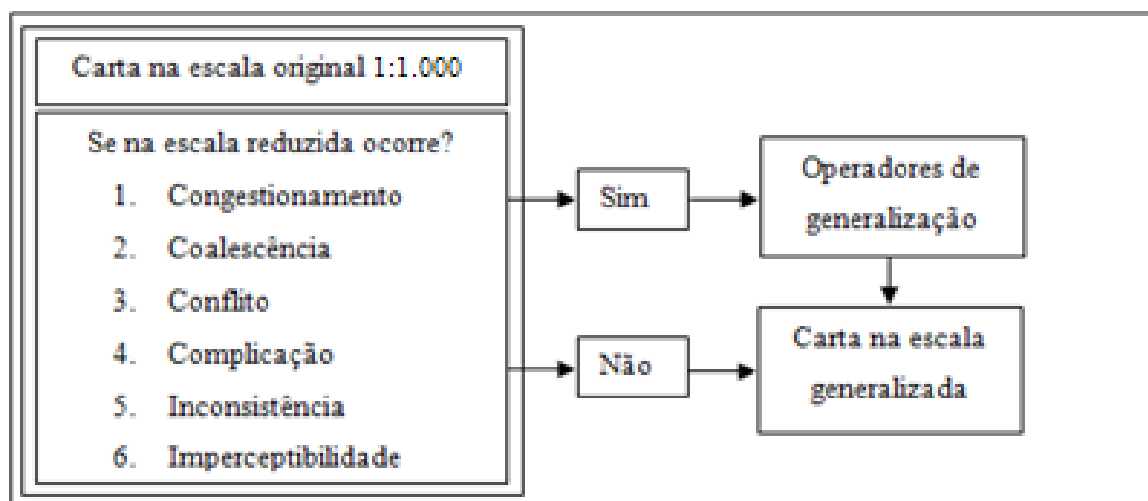 Carta na escala original 1:1.000
Se na escala reduzida ocorre?
1. Congestionamento
2. Coalescência
3. Conflito
4. Complicação
5. Inconsistência
6. Imperceptibilidade
Sim
Operadores de
generalização
Não
Carta na escala
generalizada